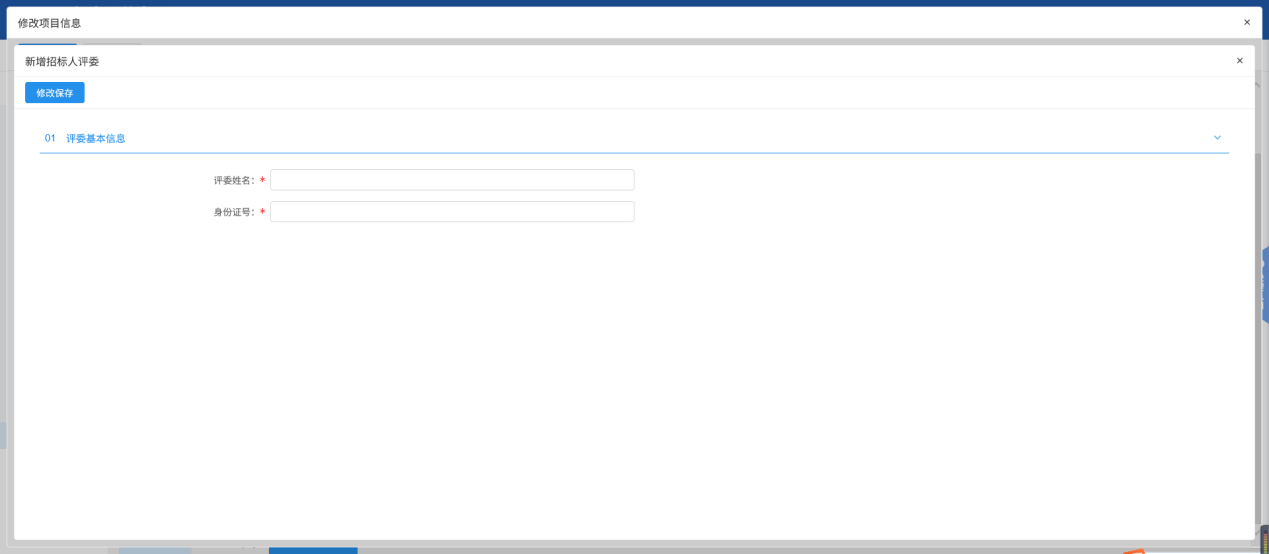 修改项目信息 ×
新增招标人评委 ×
修改保存
01 评委基本信息
评委姓名：*
身份证号：*